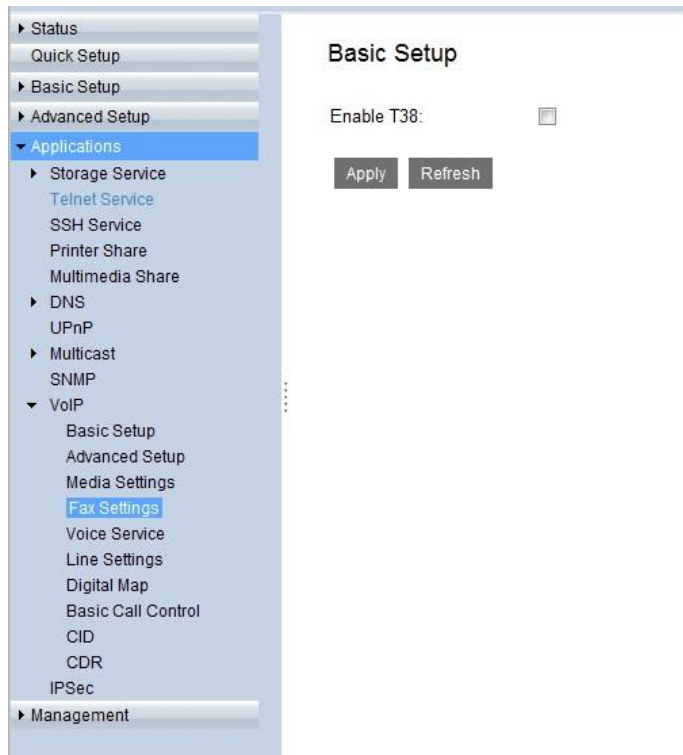 Status
Quick Setup
Basic Setup
Advanced Setup
Applications
Storage Service
Telnet Service
SSH Service
Printer Share
Multimedia Share
DNS
UPnP
Multicast
SNMP
VoIP
Basic Setup
Advanced Setup
Media Settings
Fax Settings
Voice Service
Line Settings
Digital Map
Basic Call Control
CID
CDR
IPSec
Management
Basic Setup
Enable T38:
Apply Refresh